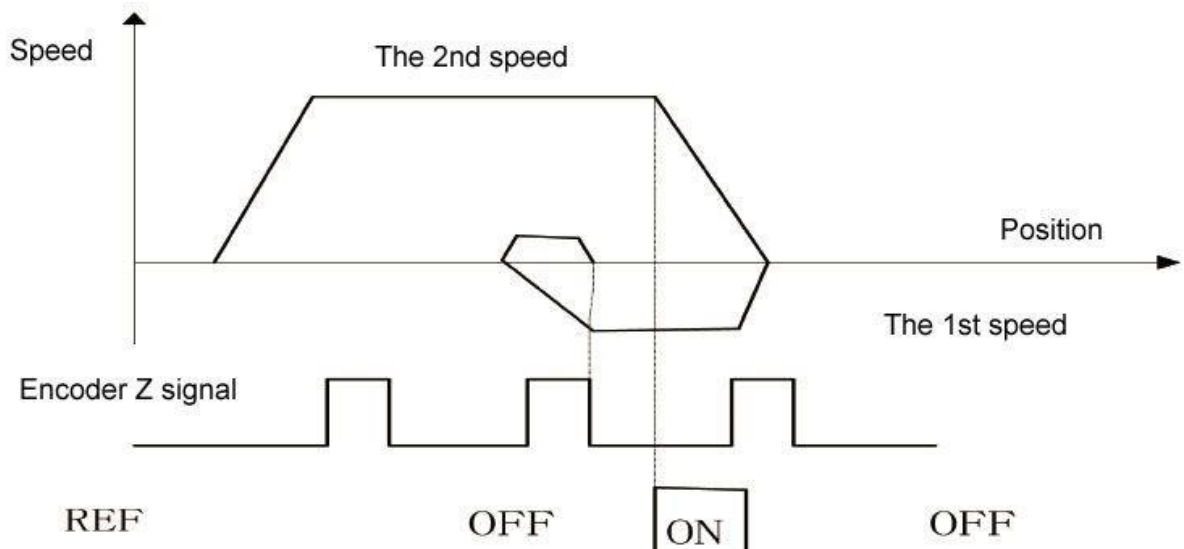 Speed
The 2nd speed
Position
The 1st speed
Encoder Z signal
REF OFF ON OFF